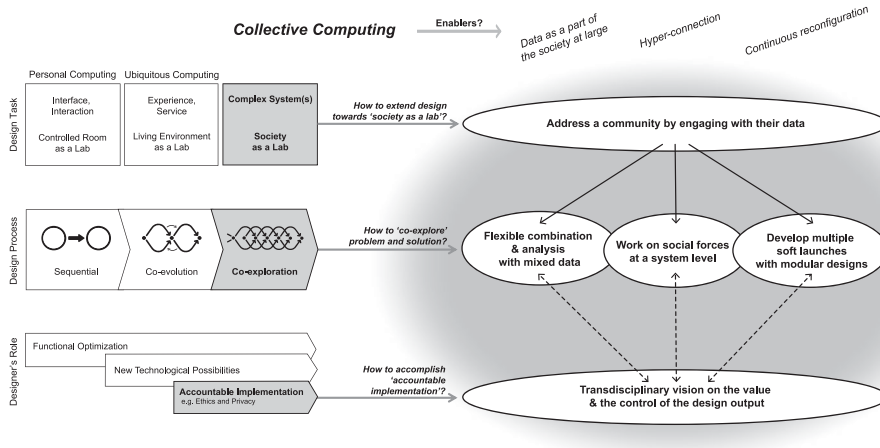 Collective Computing
Enablers?
Data as a part of
the society at large
Hyper-connection
Continuous reconfiguration
Personal Computing
Ubiquitous Computing
Design Task
Interface,
Interaction
Controlled Room
as a Lab
Experience,
Service
Living Environment
as a Lab
Complex System(s)
Society
as a Lab
How to extend design
towards ‘society as a lab’?
Address a community by engaging with their data
Design Process
Sequential
Co-evolution
Co-exploration
How to ‘co-explore’
problem and solution?
Flexible combination
& analysis
with mixed data
Work on social forces
at a system level
Develop multiple
soft launches
with modular designs
Designer's Role
Functional Optimization
New Technological Possibilities
Accountable Implementation
e.g. Ethics and Privacy
How to accomplish
‘accountable
implementation’?
Transdisciplinary vision on the value
& the control of the design output